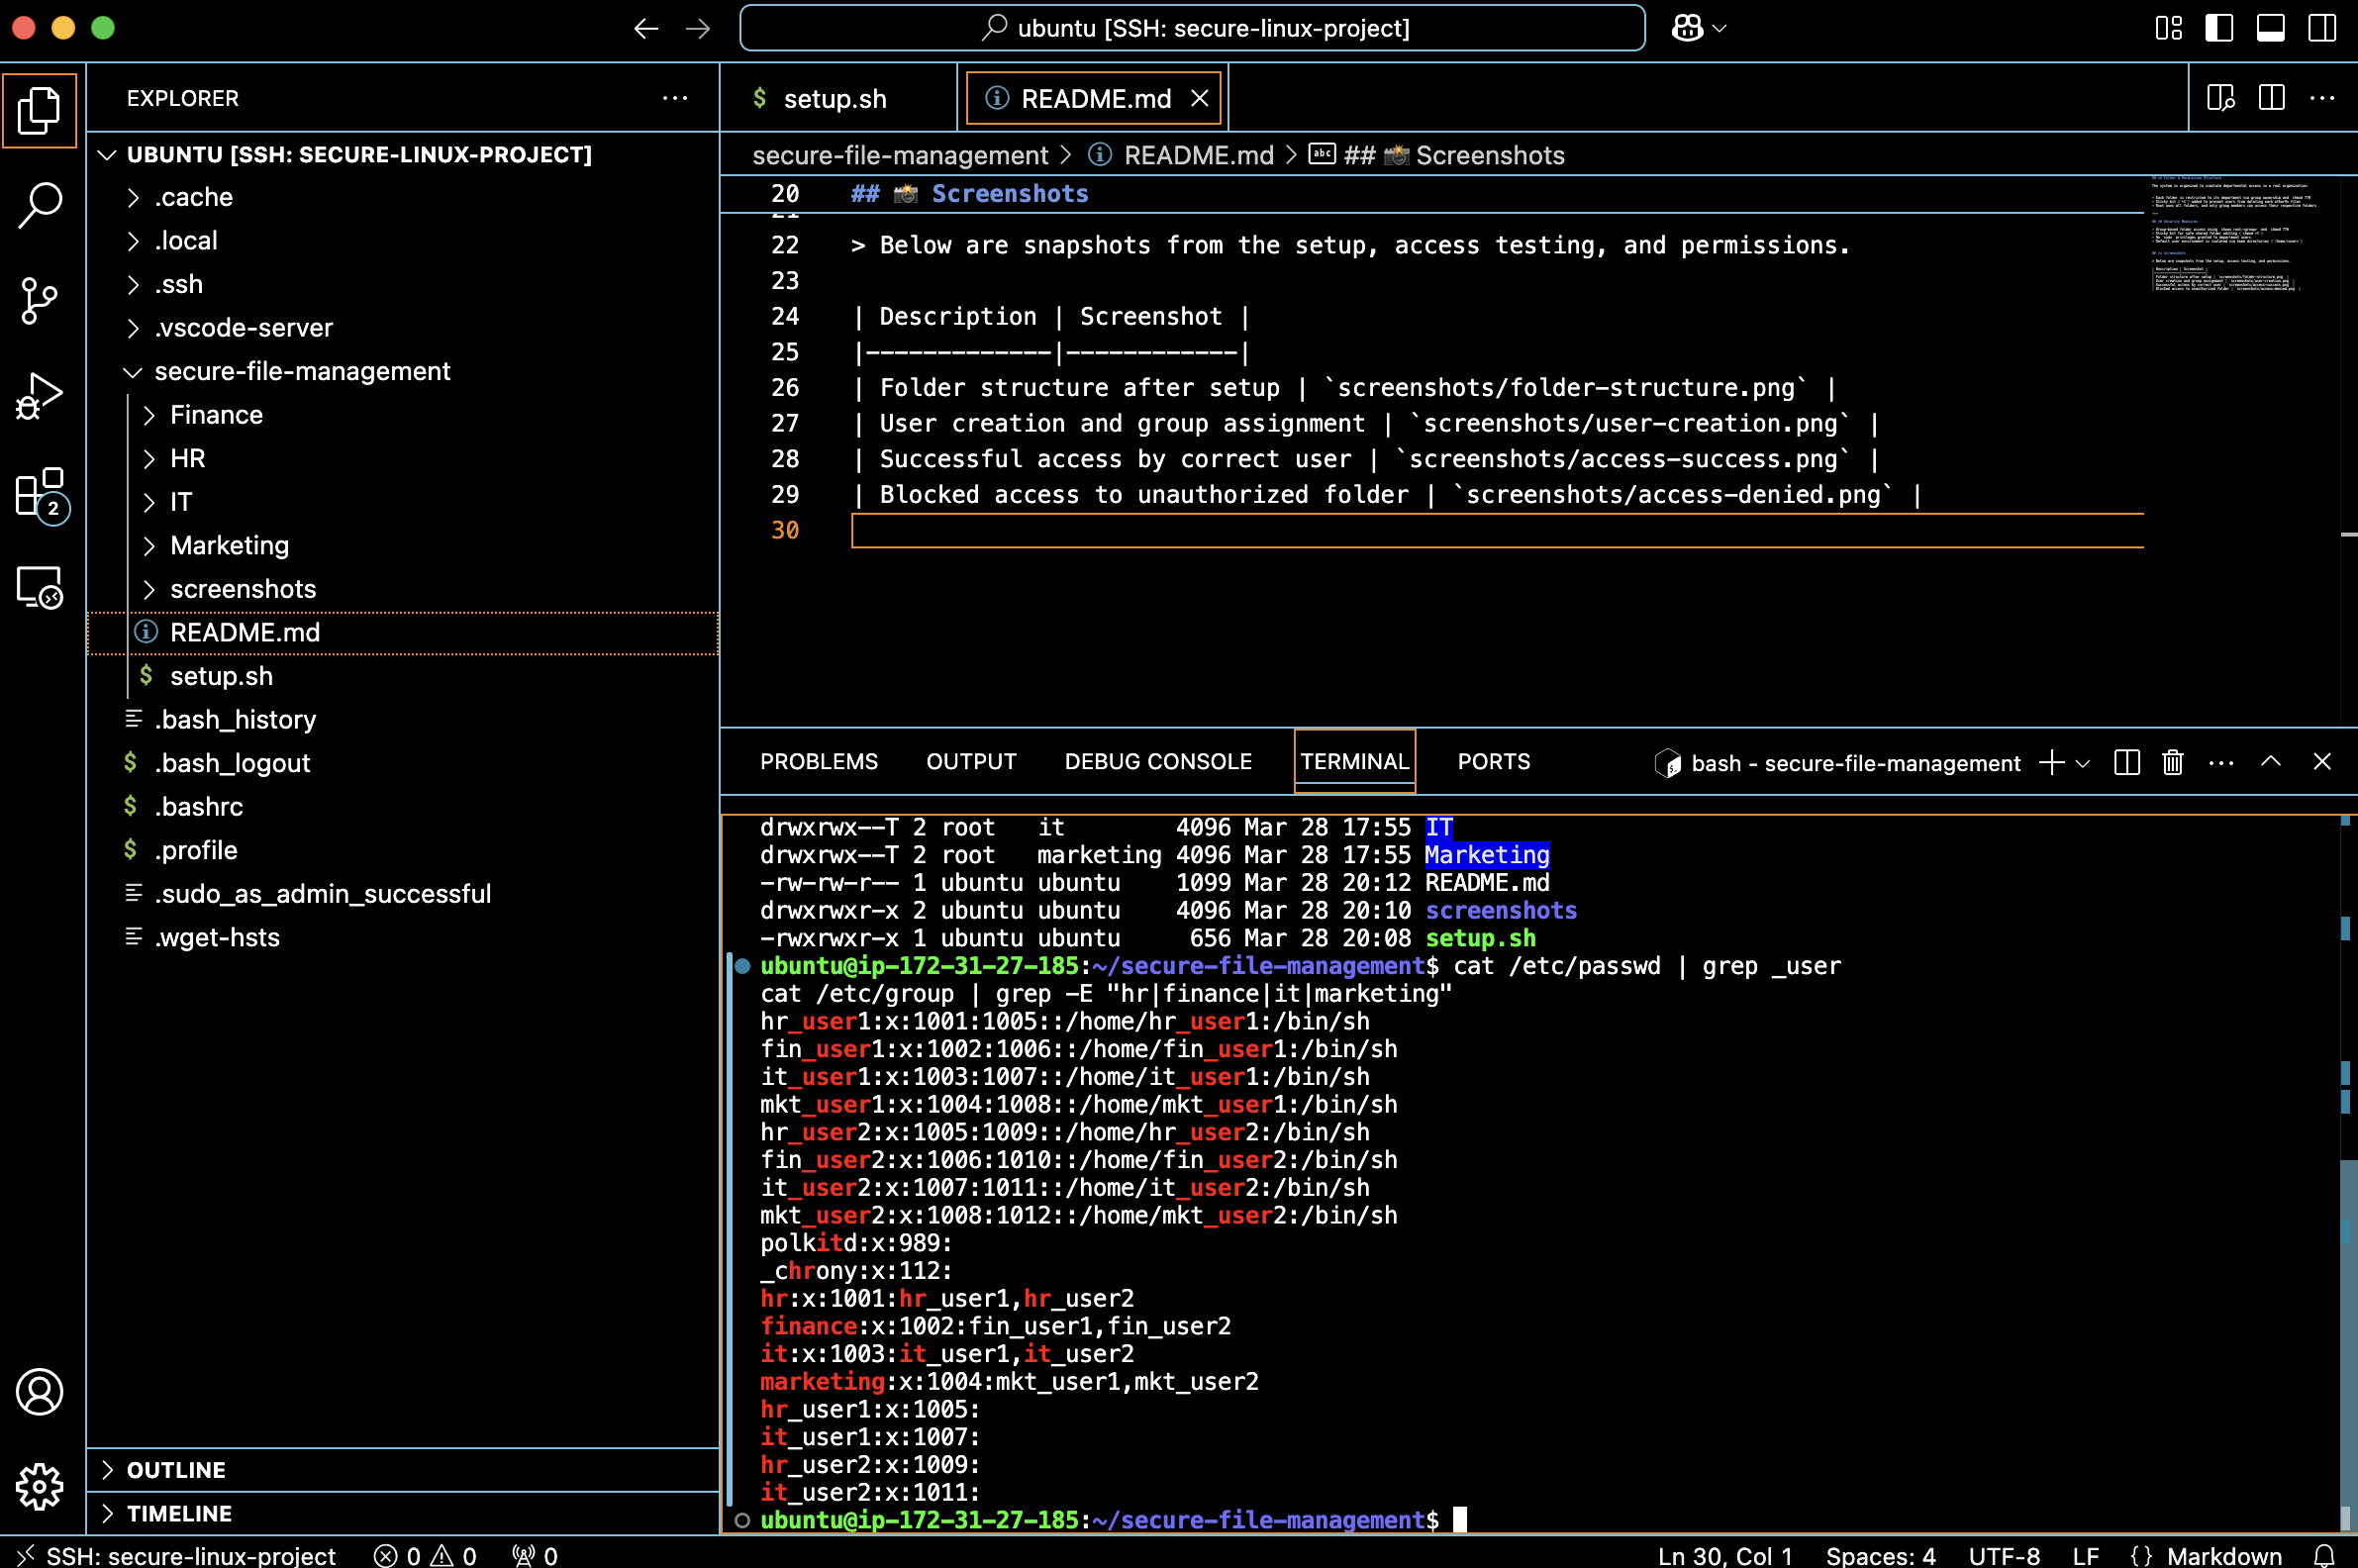 ubuntu [SSH: secure-linux-project]
EXPLORER
UBUNTU [SSH: SECURE-LINUX-PROJECT]
.cache
.local
.ssh
.vscode-server
secure-file-management
Finance
HR
IT
Marketing
screenshots
README.md
setup.sh
.bash_history
.bash_logout
.bashrc
.profile
.sudo_as_admin_successful
.wget-hsts
OUTLINE
TIMELINE
2
setup.sh
README.md
secure-file-management > README.md > abc ## 📸 Screenshots
20 ## 📸 Screenshots
21
22 > Below are snapshots from the setup, access testing, and permissions.
23
24 | Description | Screenshot |
25 |-------------|------------|
26 | Folder structure after setup | `screenshots/folder-structure.png` |
27 | User creation and group assignment | `screenshots/user-creation.png` |
28 | Successful access by correct user | `screenshots/access-success.png` |
29 | Blocked access to unauthorized folder | `screenshots/access-denied.png` |
30
PROBLEMS OUTPUT DEBUG CONSOLE TERMINAL PORTS
bash - secure-file-management
drwxrwx--T 2 root   it        4096 Mar 28 17:55 IT
drwxrwx--T 2 root   marketing 4096 Mar 28 17:55 Marketing
-rw-rw-r-- 1 ubuntu ubuntu    1099 Mar 28 20:12 README.md
drwxrwxr-x 2 ubuntu ubuntu    4096 Mar 28 20:10 screenshots
-rwxrwxr-x 1 ubuntu ubuntu     656 Mar 28 20:08 setup.sh
ubuntu@ip-172-31-27-185:~/secure-file-management$ cat /etc/passwd | grep _user
cat /etc/group | grep -E "hr|finance|it|marketing"
hr_user1:x:1001:1005::/home/hr_user1:/bin/sh
fin_user1:x:1002:1006::/home/fin_user1:/bin/sh
it_user1:x:1003:1007::/home/it_user1:/bin/sh
mkt_user1:x:1004:1008::/home/mkt_user1:/bin/sh
hr_user2:x:1005:1009::/home/hr_user2:/bin/sh
fin_user2:x:1006:1010::/home/fin_user2:/bin/sh
it_user2:x:1007:1011::/home/it_user2:/bin/sh
mkt_user2:x:1008:1012::/home/mkt_user2:/bin/sh
polkitd:x:989:
_chrony:x:112:
hr:x:1001:hr_user1,hr_user2
finance:x:1002:fin_user1,fin_user2
it:x:1003:it_user1,it_user2
marketing:x:1004:mkt_user1,mkt_user2
hr_user1:x:1005:
it_user1:x:1007:
hr_user2:x:1009:
it_user2:x:1011:
ubuntu@ip-172-31-27-185:~/secure-file-management$
SSH: secure-linux-project 0 0 0 Ln 30, Col 1 Spaces: 4 UTF-8 LF {} Markdown